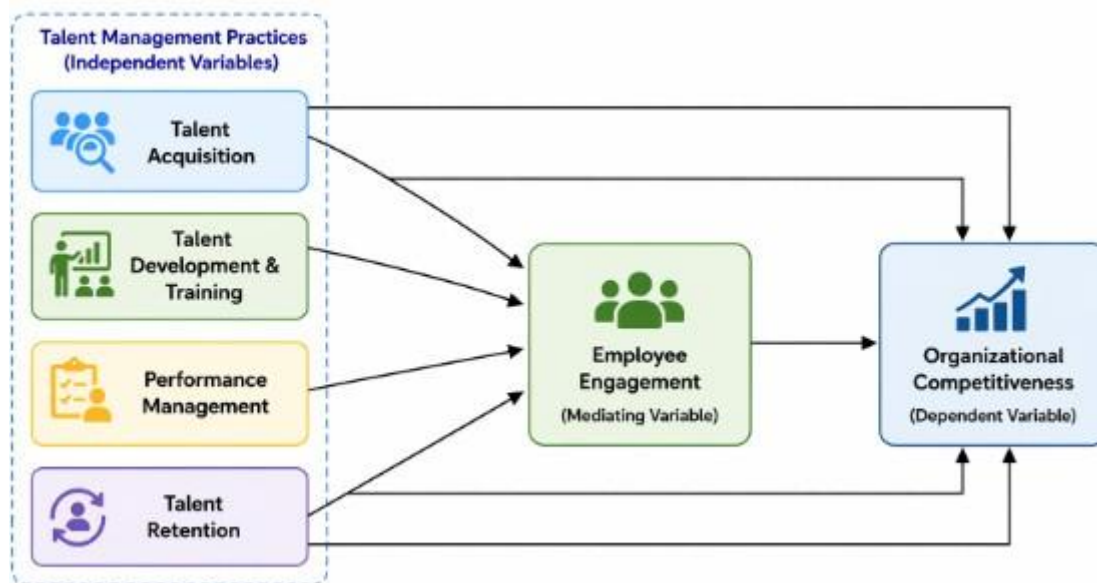 Talent Management Practices
(Independent Variables)
Talent
Acquisition
Talent
Development &
Training
Performance
Management
Talent
Retention
Employee
Engagement
(Mediating Variable)
Organizational
Competitiveness
(Dependent Variable)